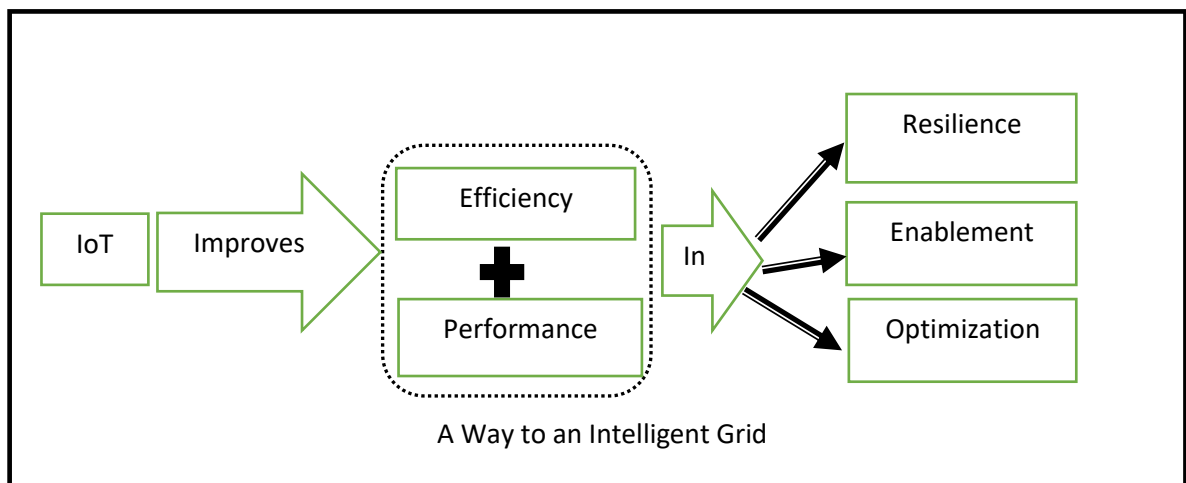 IoT
Improves
Efficiency
Performance
In
Resilience
Enablement
Optimization
A Way to an Intelligent Grid